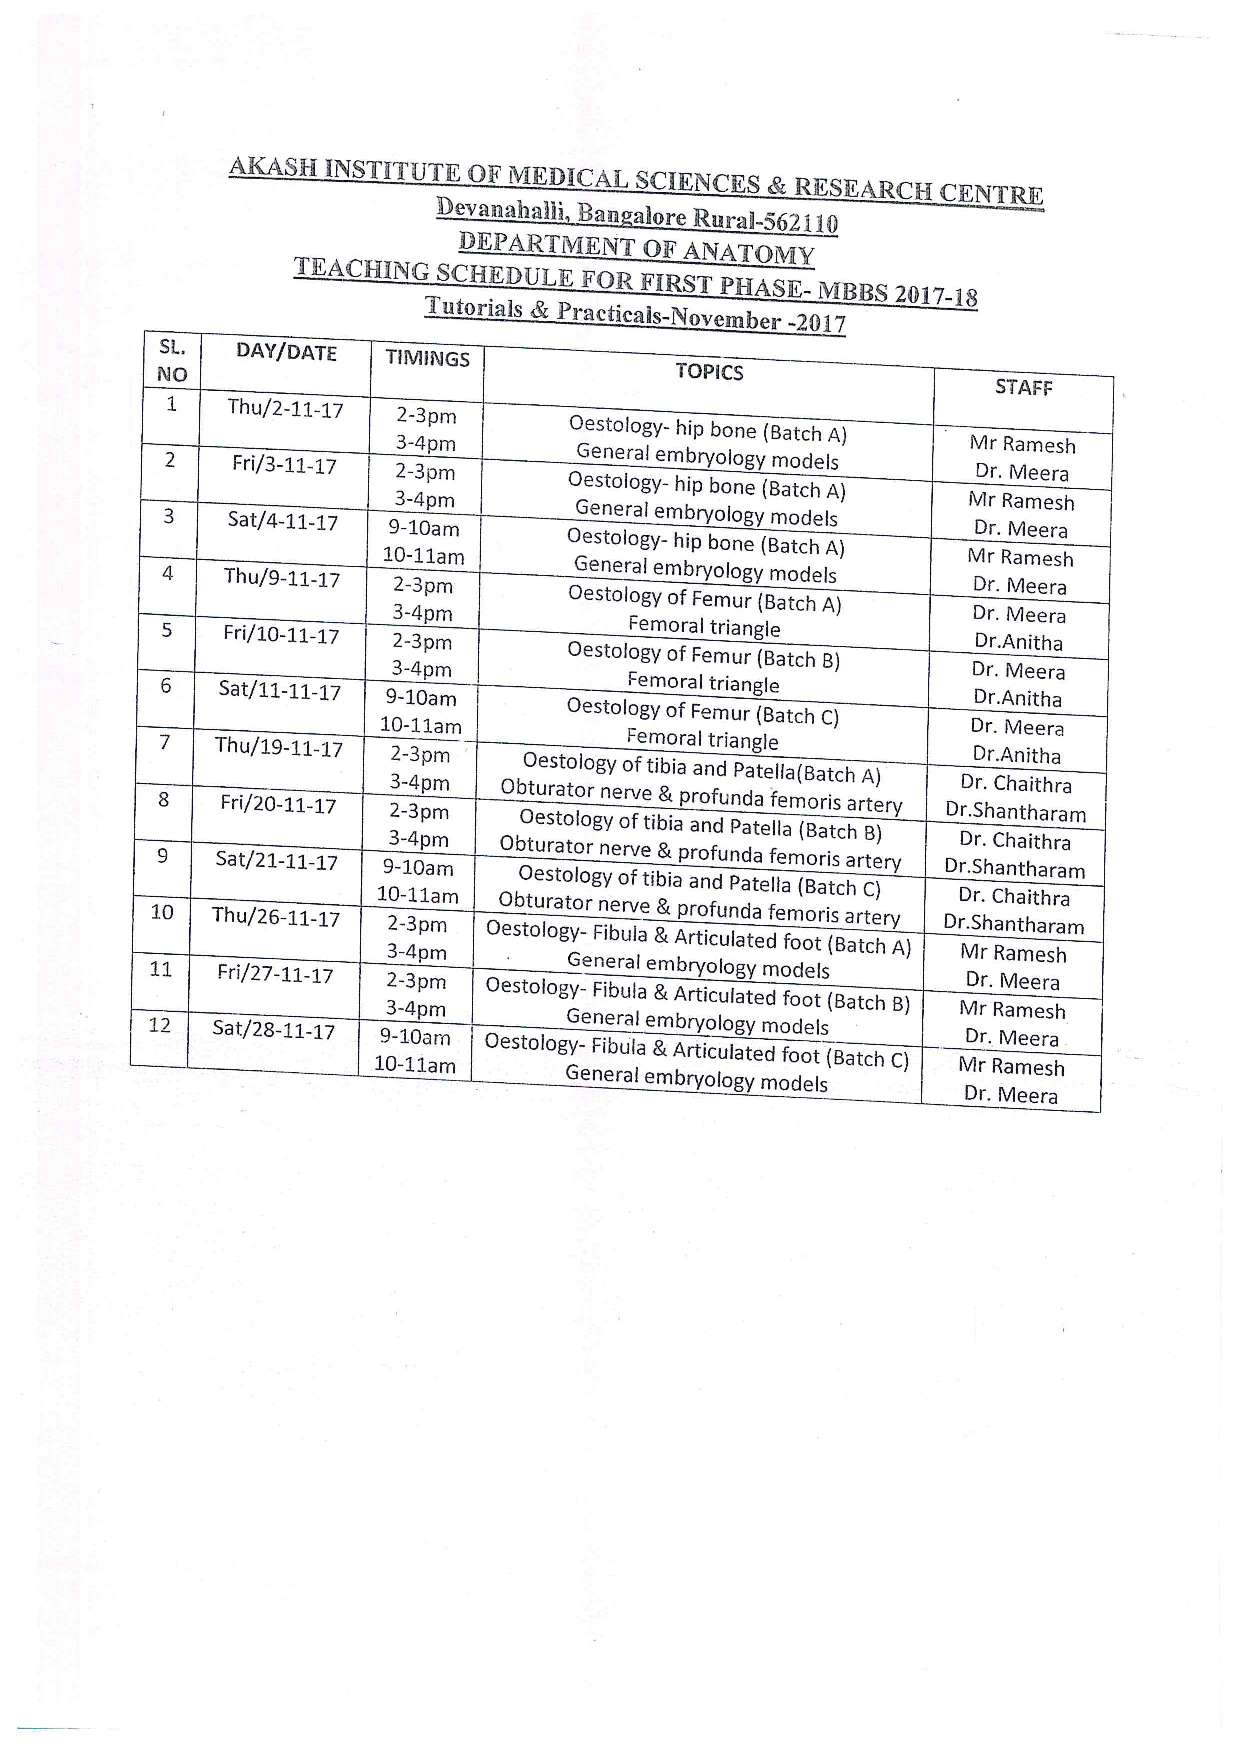 AKASH INSTITUTE OF MEDICAL SCIENCES & RESEARCH CENTRE
Devanahalli, Bangalore Rural-562110
DEPARTMENT OF ANATOMY
TEACHING SCHEDULE FOR FIRST PHASE- MBBS 2017-18
Tutorials & Practicals-November -2017
SL. NO DAY/DATE TIMINGS TOPICS STAFF
1 Thu/2-11-17 2-3pm Oestology- hip bone (Batch A) Mr Ramesh
3-4pm General embryology models Dr. Meera
2 Fri/3-11-17 2-3pm Oestology- hip bone (Batch A) Mr Ramesh
3-4pm General embryology models Dr. Meera
3 Sat/4-11-17 9-10am Oestology- hip bone (Batch A) Mr Ramesh
10-11am General embryology models Dr. Meera
4 Thu/9-11-17 2-3pm Oestology of Femur (Batch A) Dr. Meera
3-4pm Femoral triangle Dr.Anitha
5 Fri/10-11-17 2-3pm Oestology of Femur (Batch B) Dr. Meera
3-4pm Femoral triangle Dr.Anitha
6 Sat/11-11-17 9-10am Oestology of Femur (Batch C) Dr. Meera
10-11am Femoral triangle Dr.Anitha
7 Thu/19-11-17 2-3pm Oestology of tibia and Patella(Batch A) Dr. Chaithra
3-4pm Obturator nerve & profunda femoris artery Dr.Shantharam
8 Fri/20-11-17 2-3pm Oestology of tibia and Patella (Batch B) Dr. Chaithra
3-4pm Obturator nerve & profunda femoris artery Dr.Shantharam
9 Sat/21-11-17 9-10am Oestology of tibia and Patella (Batch C) Dr. Chaithra
10-11am Obturator nerve & profunda femoris artery Dr.Shantharam
10 Thu/26-11-17 2-3pm Oestology- Fibula & Articulated foot (Batch A) Mr Ramesh
3-4pm General embryology models Dr. Meera
11 Fri/27-11-17 2-3pm Oestology- Fibula & Articulated foot (Batch B) Mr Ramesh
3-4pm General embryology models Dr. Meera
12 Sat/28-11-17 9-10am Oestology- Fibula & Articulated foot (Batch C) Mr Ramesh
10-11am General embryology models Dr. Meera